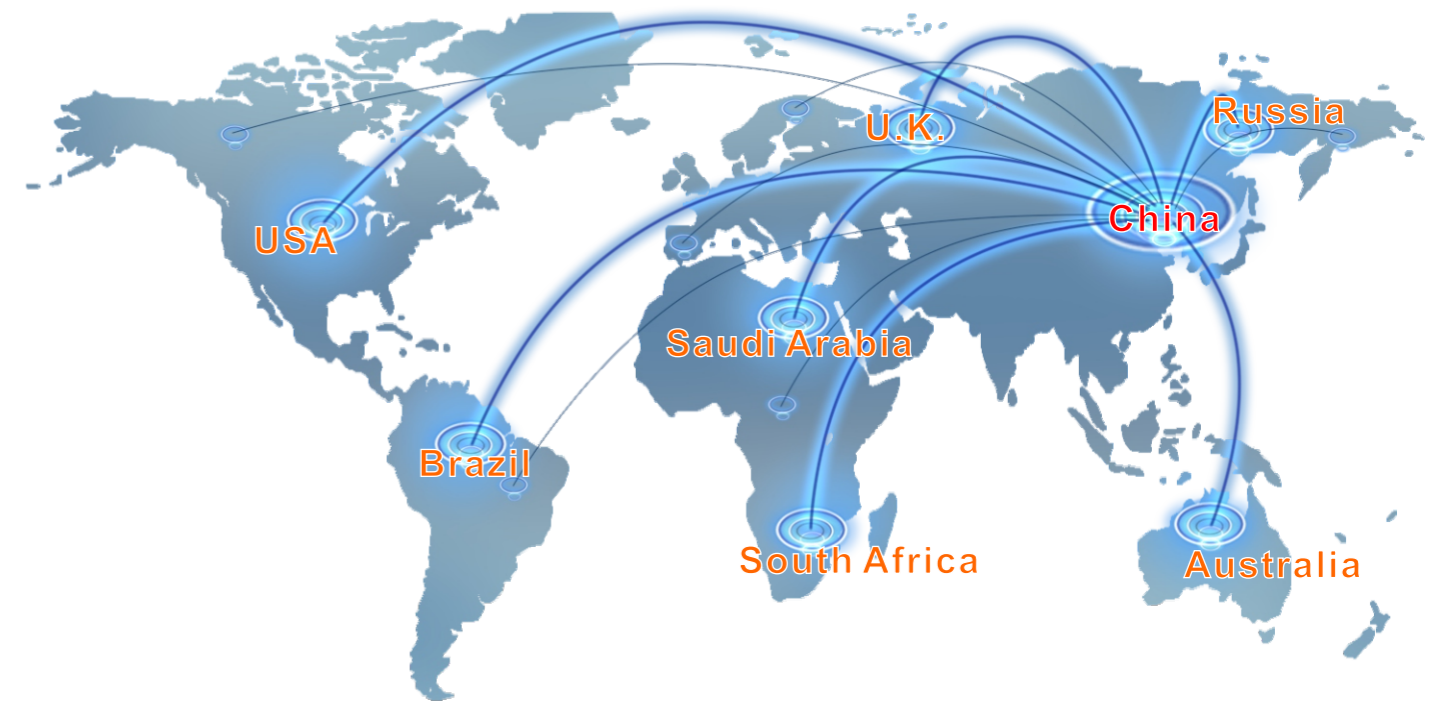 Russia
U.K.
China
USA
Saudi Arabia
Brazil
South Africa
Australia